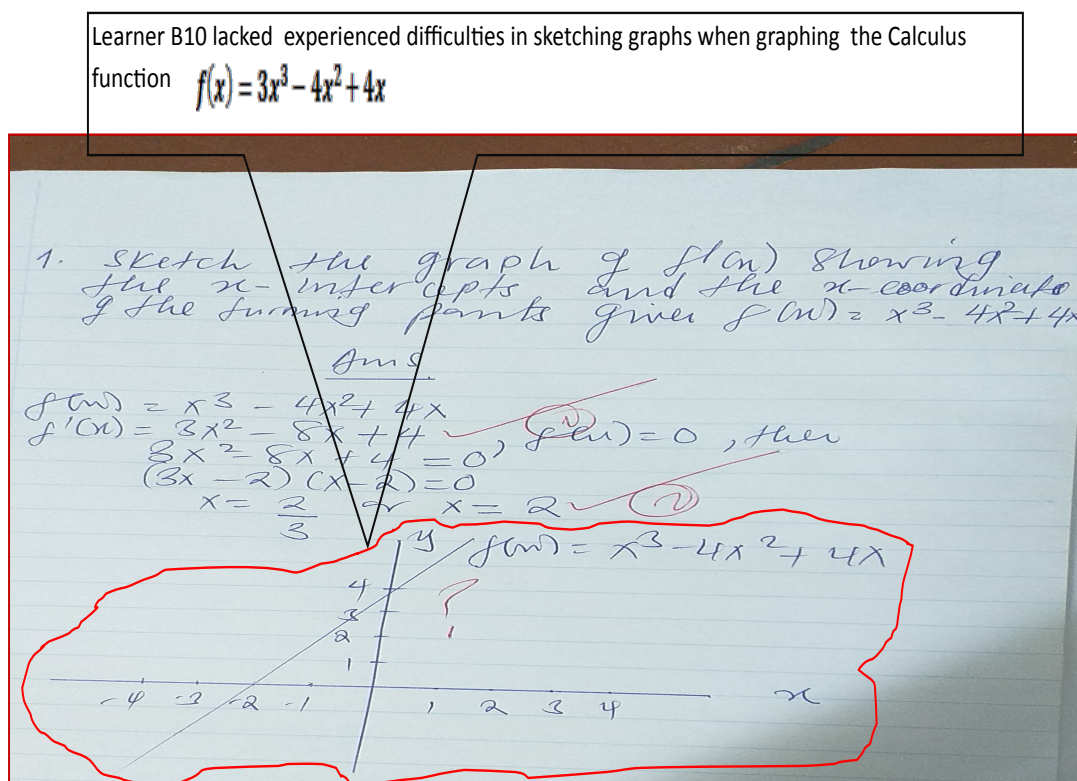 Learner B10 lacked experienced difficulties in sketching graphs when graphing the Calculus
function f(x) = 3x³ − 4x² + 4x
1. Sketch the graph of f(x) showing
the x-intercepts and the x-coordinate
of the turning points given f(x) = x³ - 4x² + 4x
Ans
f(x) = x³ - 4x² + 4x
f'(x) = 3x² - 8x + 4, f(x) = 0, then
3x² - 8x + 4 = 0
(3x - 2)(x - 2) = 0
x = 2/3 or x = 2
y f(x) = x³ - 4x² + 4x
4
3
2
1
?
-4 -3 -2 -1 1 2 3 4 x